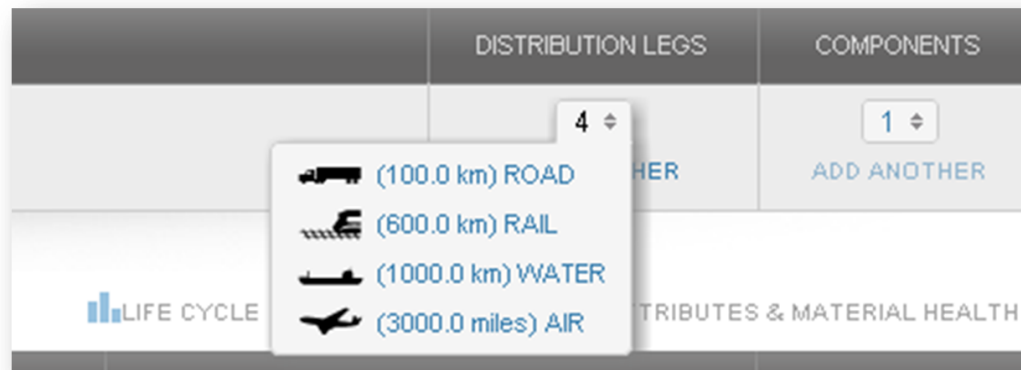 DISTRIBUTION LEGS COMPONENTS
4 1
(100.0 km) ROAD
HER ADD ANOTHER
(600.0 km) RAIL
(1000.0 km) WATER
(3000.0 miles) AIR
LIFE CYCLE TRIBUTES & MATERIAL HEALTH